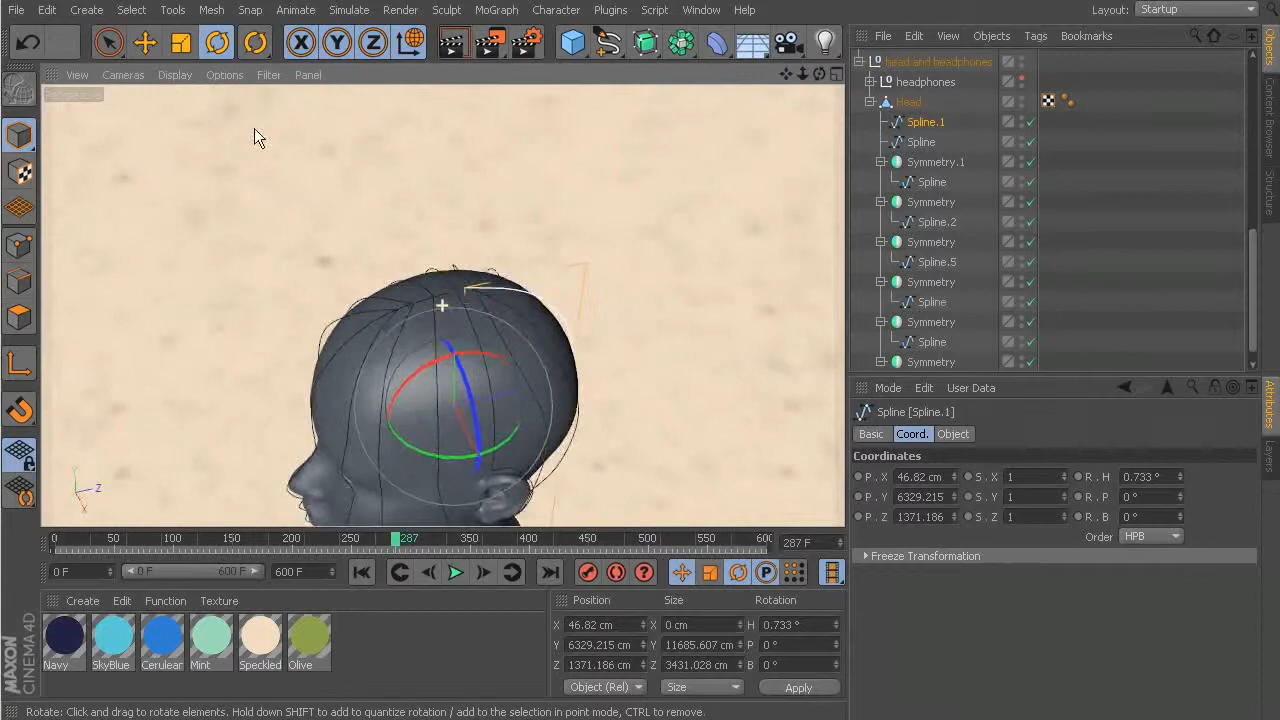 File Edit Create Select Tools Mesh Snap Animate Simulate Render Sculpt MoGraph Character Plugins Script Window Help Layout: Startup
File Edit View Objects Tags Bookmarks
View Cameras Display Options Filter Panel
Perspective
head and headphones
headphones
Head
Spline.1
Spline
Symmetry.1
Spline
Symmetry
Spline.2
Symmetry
Spline.5
Symmetry
Spline
Symmetry
Spline
Symmetry
Objects
Content Browser
Structure
Mode Edit User Data
Spline [Spline.1]
Basic Coord. Object
Coordinates
P . X 46.82 cm S . X 1 R . H 0.733 °
P . Y 6329.215 S . Y 1 R . P 0 °
P . Z 1371.186 S . Z 1 R . B 0 °
Order HPB
Freeze Transformation
Attributes
Layers
Y
Z
X
0 50 100 150 200 250 287 350 400 450 500 550 600 287 F
0 F 0 F 600 F 600 F
Create Edit Function Texture
Navy SkyBlue Cerulear Mint Speckled Olive
Position Size Rotation
X 46.82 cm X 0 cm H 0.733 °
Y 6329.215 cm Y 11685.607 cm P 0 °
Z 1371.186 cm Z 3431.028 cm B 0 °
Object (Rel) Size Apply
MAXON
CINEMA 4D
Rotate: Click and drag to rotate elements. Hold down SHIFT to add to quantize rotation / add to the selection in point mode, CTRL to remove.